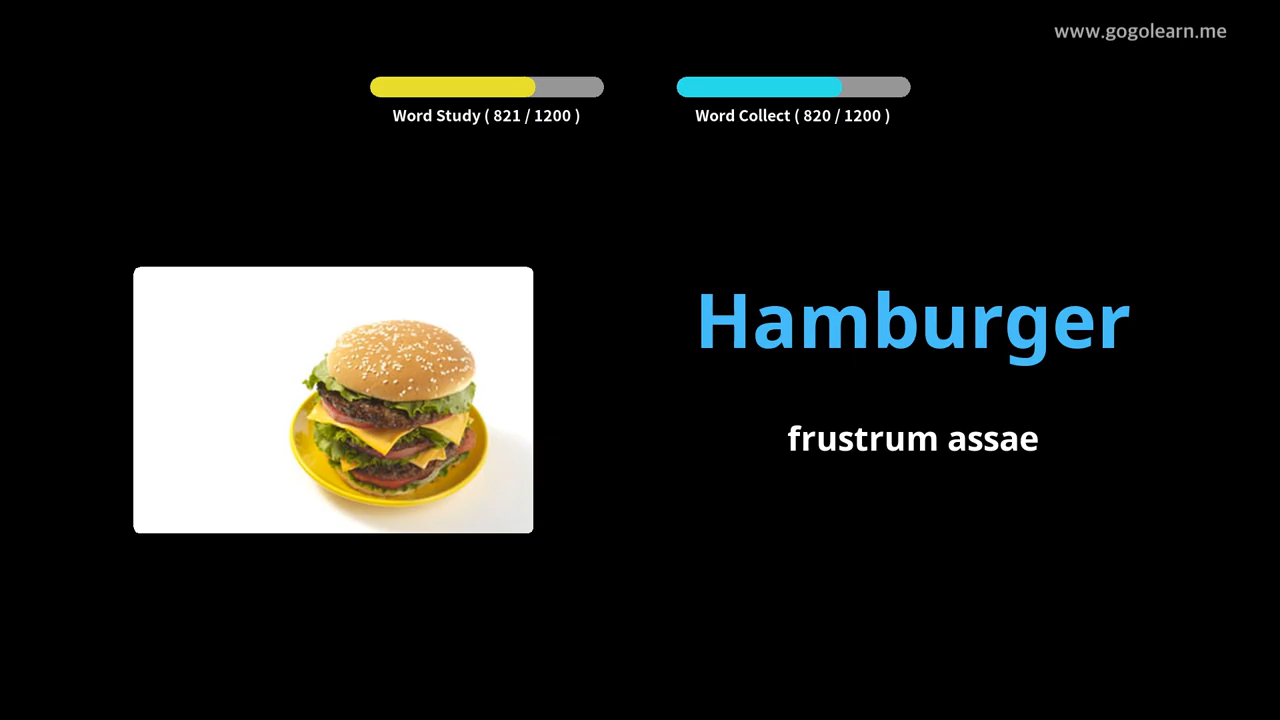 www.gogolearn.me
Word Study ( 821 / 1200 )
Word Collect ( 820 / 1200 )
Hamburger
frustrum assae